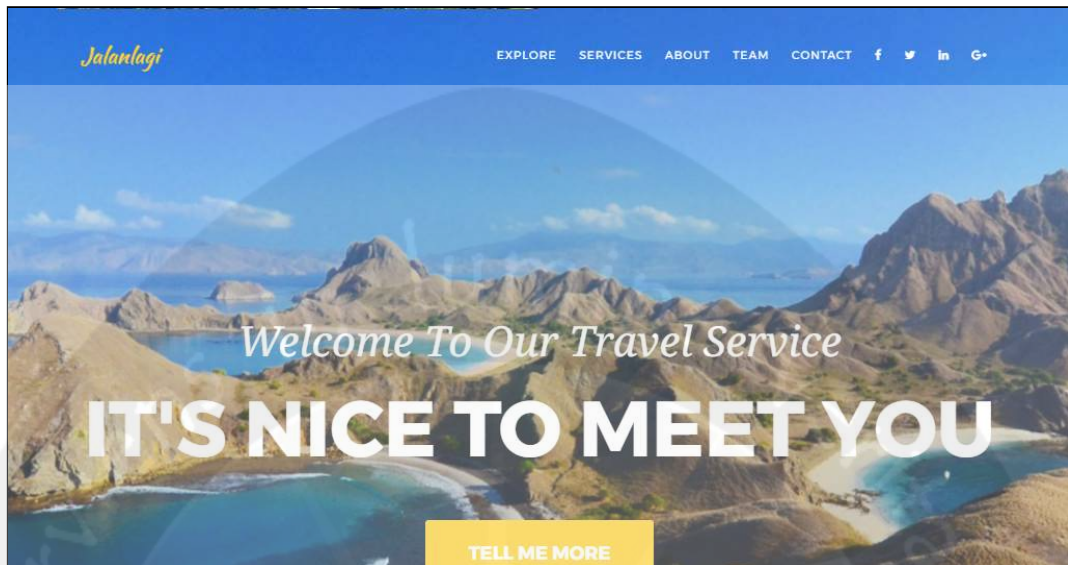 Jalanlagi
EXPLORE SERVICES ABOUT TEAM CONTACT f in G+
Welcome To Our Travel Service
IT'S NICE TO MEET YOU
TELL ME MORE